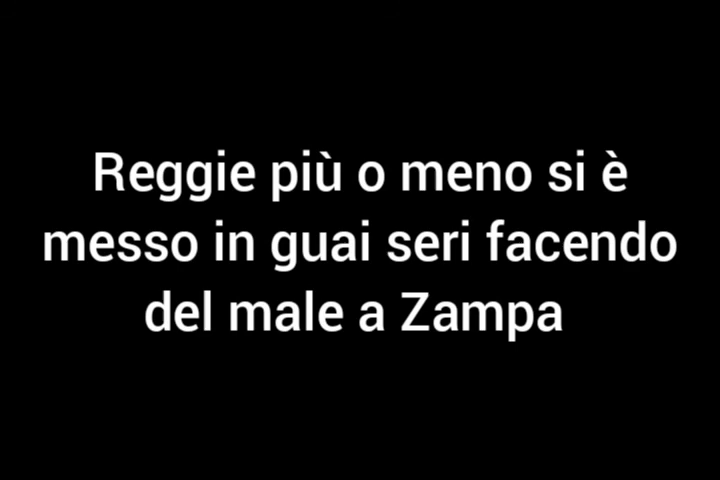 Reggie più o meno si è
messo in guai seri facendo
del male a Zampa